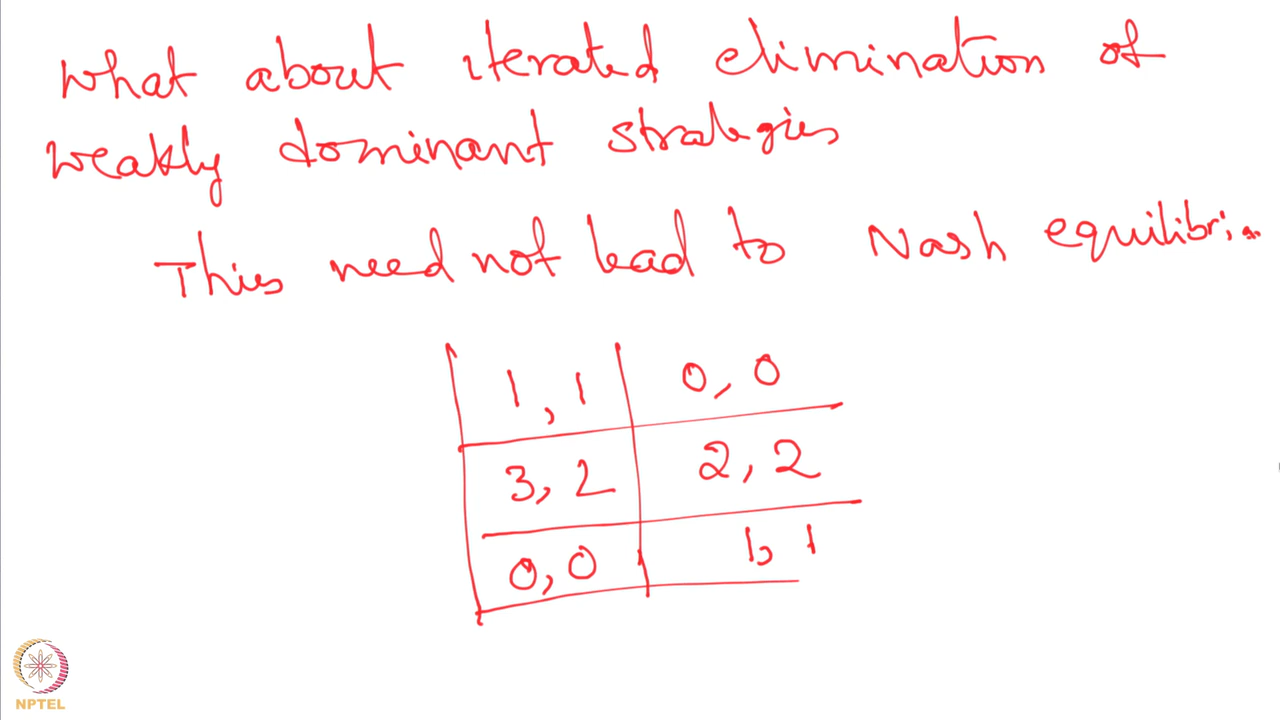 What about iterated elimination of
weakly dominant strategies
This need not lead to Nash equilibri
1, 1 0, 0
3, 2 2, 2
0, 0 1, 1
NPTEL